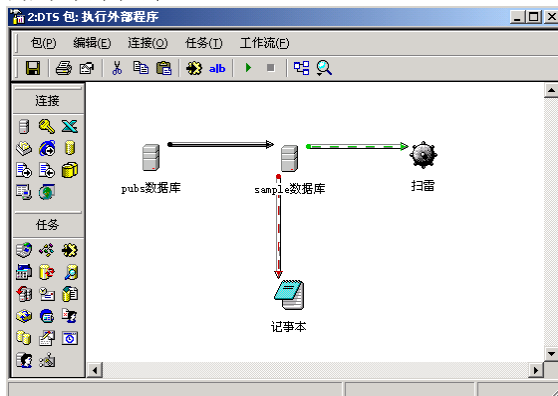 2:DTS 包: 执行外部程序
包(P) 编辑(E) 连接(O) 任务(T) 工作流(F)
a|b
连接
pubs数据库
sample数据库
扫雷
任务
记事本